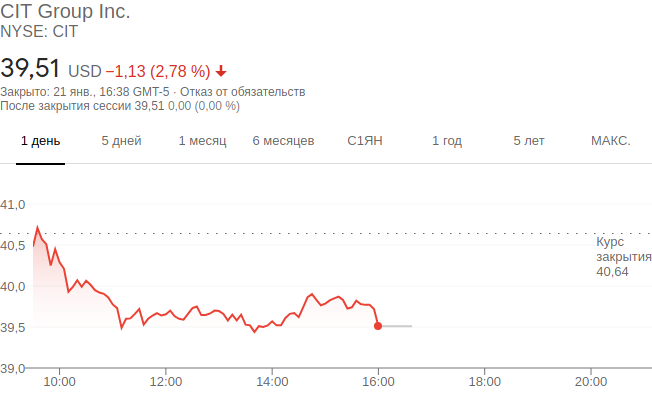 CIT Group Inc.
NYSE: CIT
39,51 USD −1,13 (2,78 %)
Закрыто: 21 янв., 16:38 GMT-5 · Отказ от обязательств
После закрытия сессии 39,51 0,00 (0,00 %)
1 день 5 дней 1 месяц 6 месяцев С1ЯН 1 год 5 лет МАКС.
41,0
40,5
40,0
39,5
39,0
Курс
закрытия
40,64
10:00 12:00 14:00 16:00 18:00 20:00